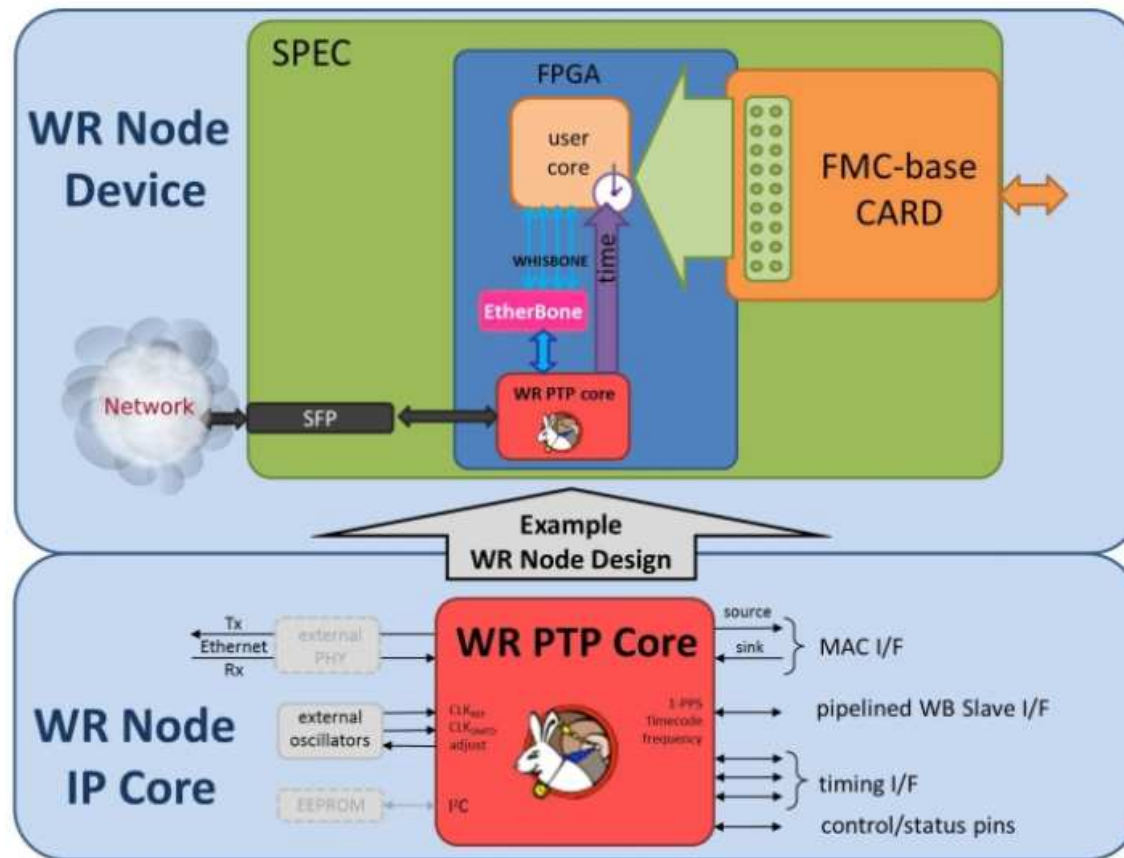 SPEC
FPGA
WR Node
Device
user
core
FMC-base
CARD
WHISBONE
time
EtherBone
WR PTP core
Network
SFP
Example
WR Node Design
WR Node
IP Core
Tx
Ethernet
Rx
external
PHY
external
oscillators
EEPROM
WR PTP Core
CLK
CLK
adjust
I²C
1-PPS
Timecode
frequency
source
sink
MAC I/F
pipelined WB Slave I/F
timing I/F
control/status pins